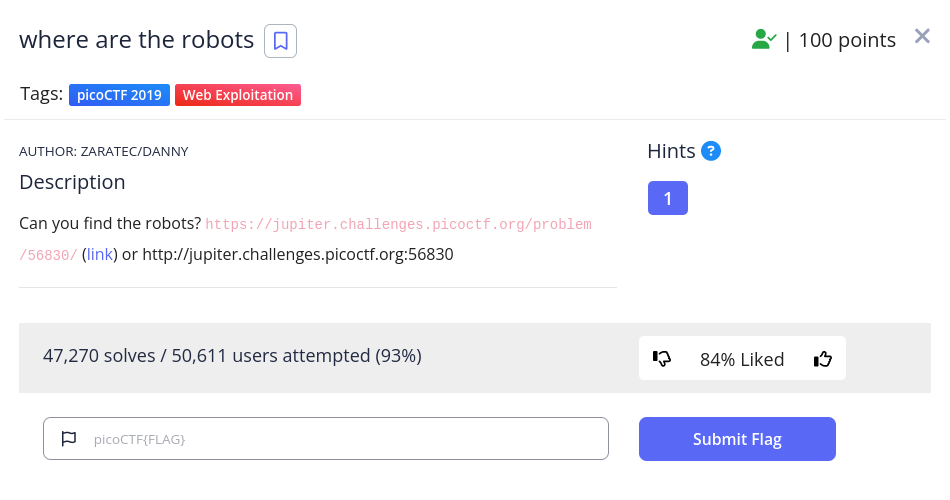 where are the robots
| 100 points
Tags: picoCTF 2019 Web Exploitation
AUTHOR: ZARATEC/DANNY
Description
Can you find the robots? https://jupiter.challenges.picoctf.org/problem
/56830/ (link) or http://jupiter.challenges.picoctf.org:56830
Hints ?
1
47,270 solves / 50,611 users attempted (93%)
84% Liked
picoCTF{FLAG}
Submit Flag